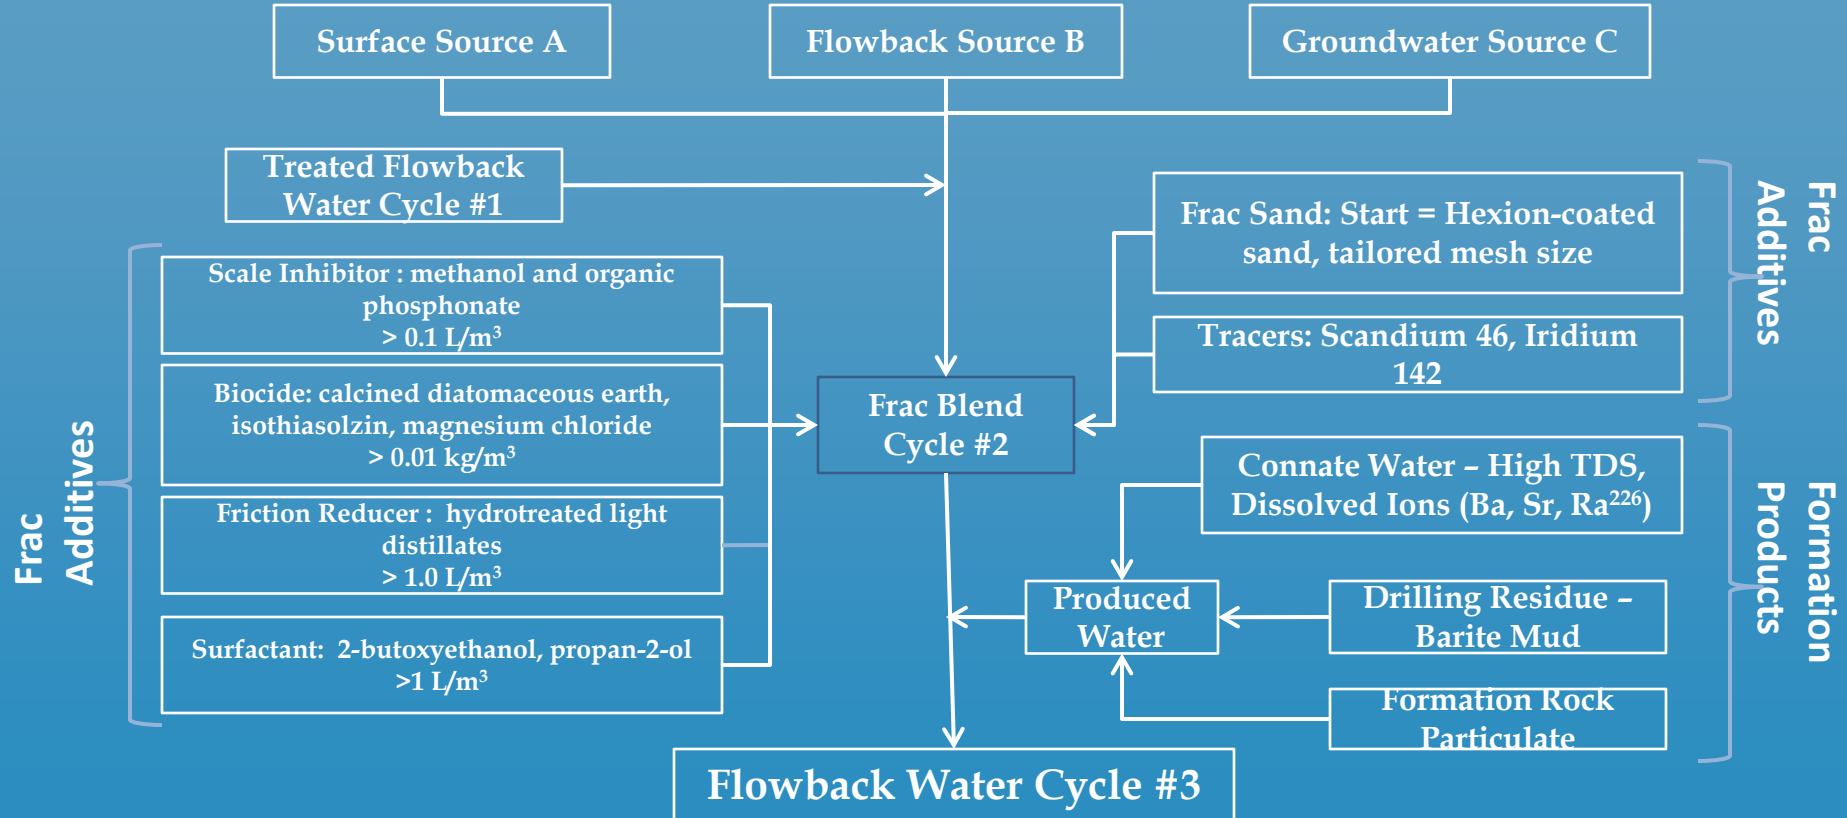 Surface Source A
Flowback Source B
Groundwater Source C
Treated Flowback
Water Cycle #1
Frac Sand: Start = Hexion-coated
sand, tailored mesh size
Tracers: Scandium 46, Iridium
142
Frac
Additives
Scale Inhibitor : methanol and organic
phosphonate
> 0.1 L/m³
Biocide: calcined diatomaceous earth,
isothiasolzin, magnesium chloride
> 0.01 kg/m³
Friction Reducer : hydrotreated light
distillates
> 1.0 L/m³
Surfactant: 2-butoxyethanol, propan-2-ol
>1 L/m³
Frac
Additives
Frac Blend
Cycle #2
Connate Water – High TDS,
Dissolved Ions (Ba, Sr, Ra²²⁶)
Produced
Water
Drilling Residue –
Barite Mud
Formation Rock
Particulate
Formation
Products
Flowback Water Cycle #3